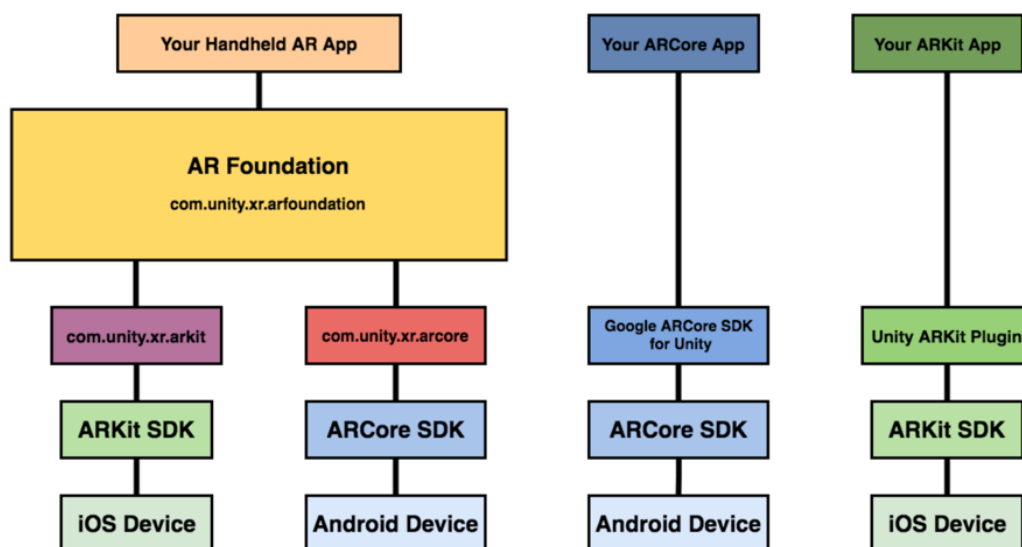 Your Handheld AR App
Your ARCore App
Your ARKit App
AR Foundation
com.unity.xr.arfoundation
com.unity.xr.arkit
com.unity.xr.arcore
Google ARCore SDK
for Unity
Unity ARKit Plugin
ARKit SDK
ARCore SDK
ARCore SDK
ARKit SDK
iOS Device
Android Device
Android Device
iOS Device